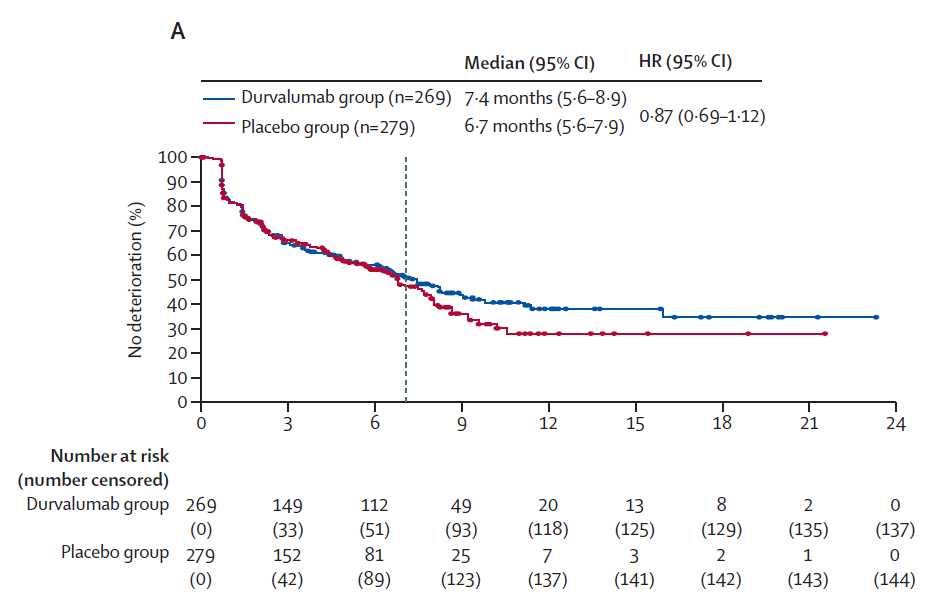 A
Median (95% CI) HR (95% CI)
Durvalumab group (n=269) 7·4 months (5·6–8·9)
0·87 (0·69–1·12)
Placebo group (n=279) 6·7 months (5·6–7·9)
No deterioration (%)
100
90
80
70
60
50
40
30
20
10
0
0 3 6 9 12 15 18 21 24
Number at risk
(number censored)
Durvalumab group 269 149 112 49 20 13 8 2 0
(0) (33) (51) (93) (118) (125) (129) (135) (137)
Placebo group 279 152 81 25 7 3 2 1 0
(0) (42) (89) (123) (137) (141) (142) (143) (144)